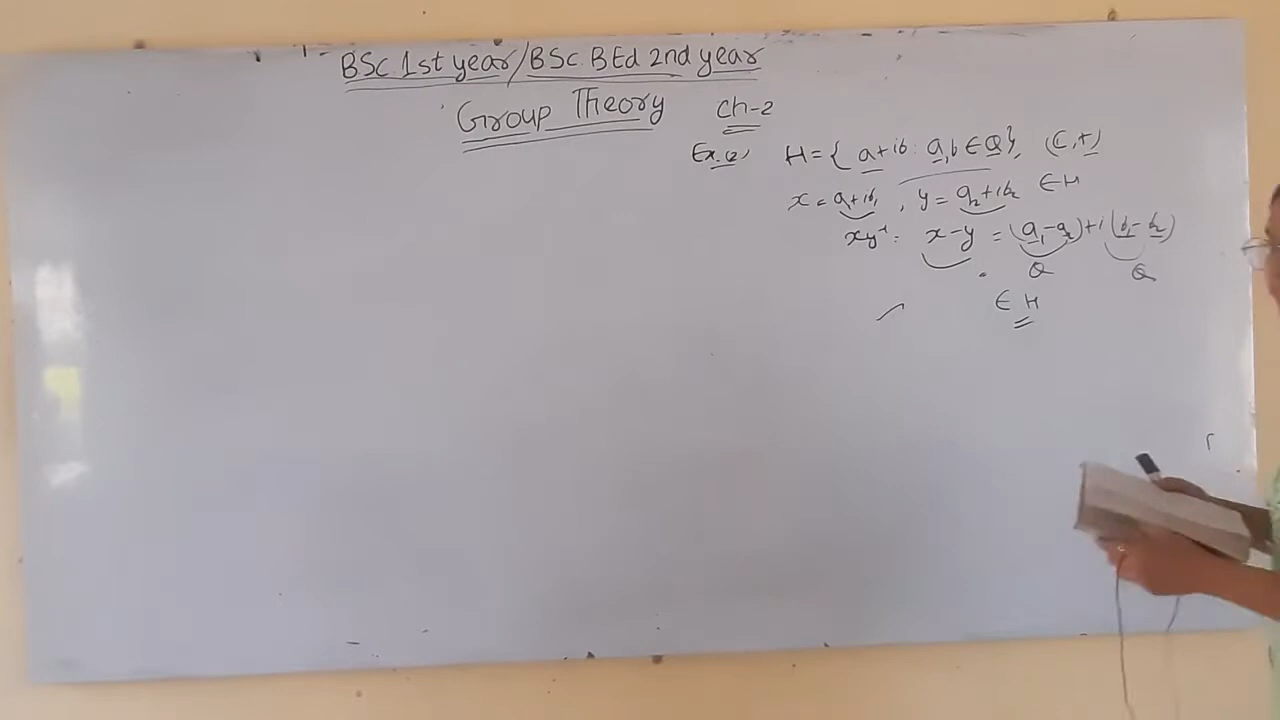 BSc 1st year/BSc BEd 2nd year
Group Theory Ch-2
Ex. (2) H = { a + ib : a, b ∈ Q }, (C, +)
x = a₁ + ib₁ , y = a₂ + ib₂ ∈ H
xy⁻¹ = x - y = (a₁ - a₂) + i (b₁ - b₂)
Q Q
∈ H